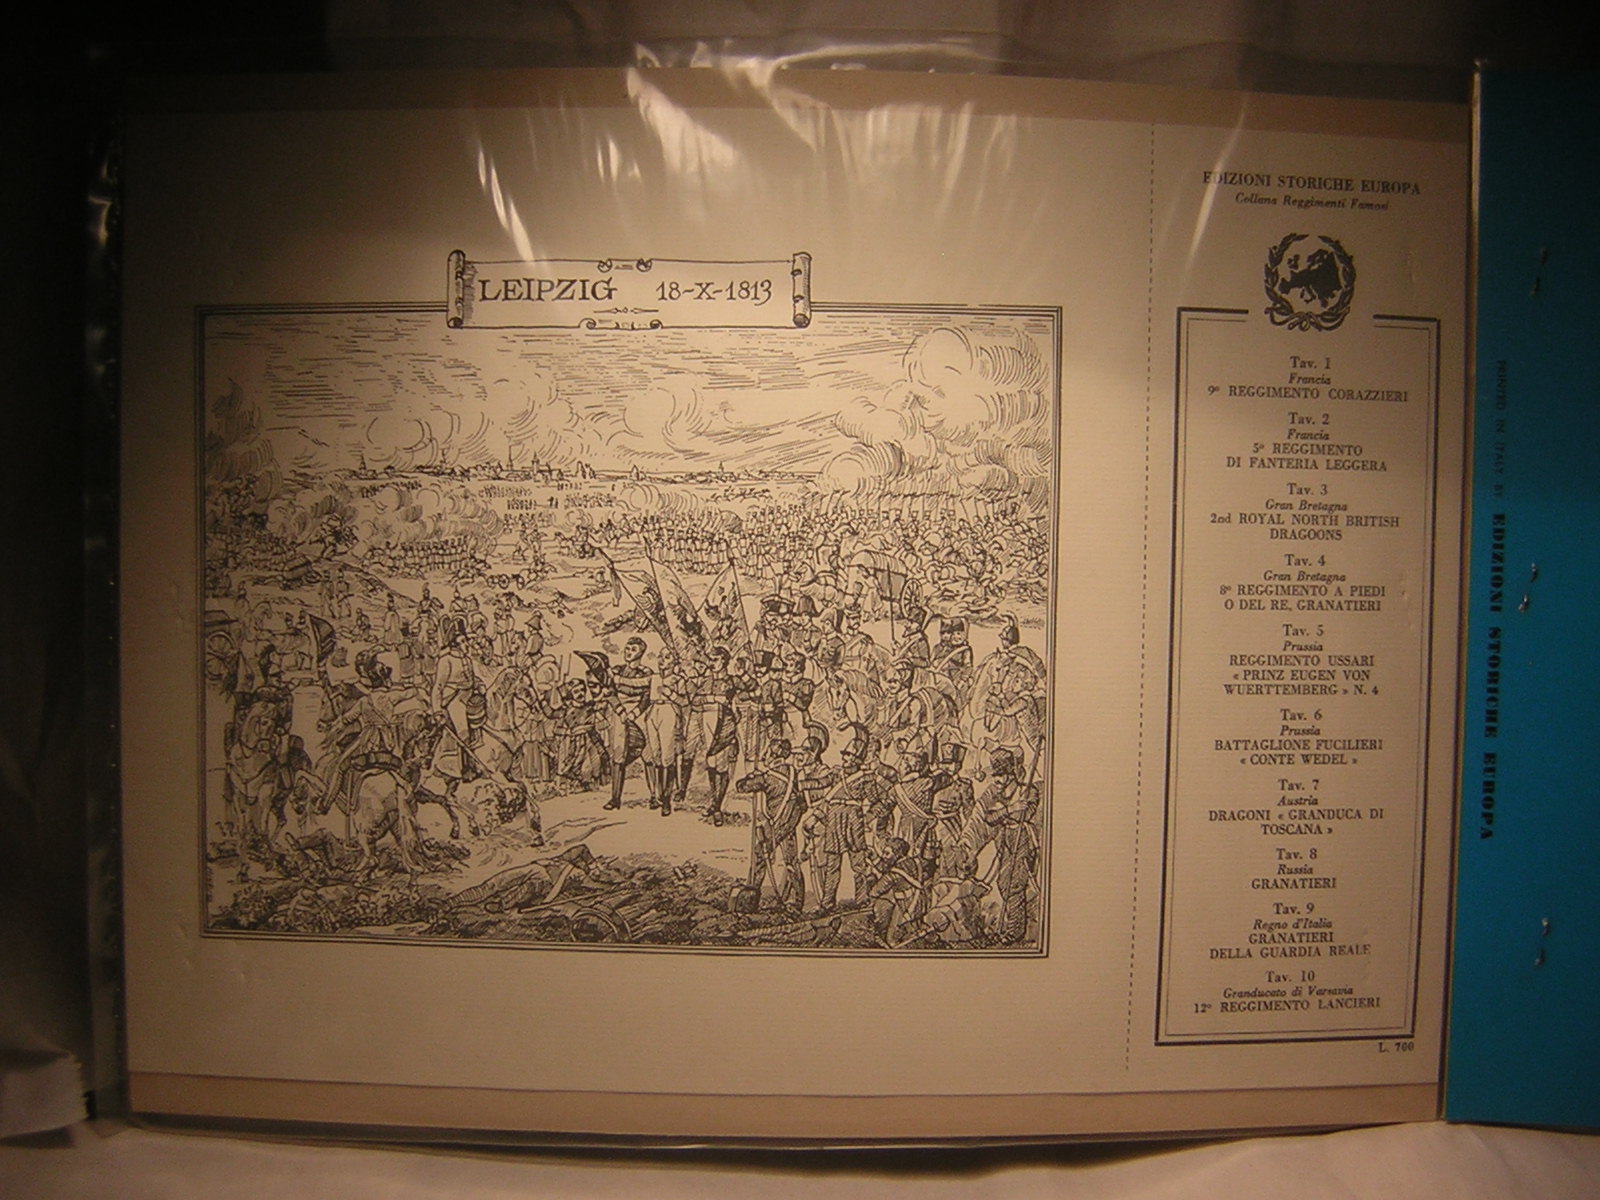 LEIPZIG 18-X-1813
EDIZIONI STORICHE EUROPA
Collana Reggimenti Famosi
Tav. 1
Francia
9º REGGIMENTO CORAZZIERI
Tav. 2
Francia
5º REGGIMENTO
DI FANTERIA LEGGERA
Tav. 3
Gran Bretagna
2nd ROYAL NORTH BRITISH
DRAGOONS
Tav. 4
Gran Bretagna
8º REGGIMENTO A PIEDI
O DEL RE, GRANATIERI
Tav. 5
Prussia
REGGIMENTO USSARI
« PRINZ EUGEN VON
WUERTTEMBERG » N. 4
Tav. 6
Prussia
BATTAGLIONE FUCILIERI
« CONTE WEDEL »
Tav. 7
Austria
DRAGONI « GRANDUCA DI
TOSCANA »
Tav. 8
Russia
GRANATIERI
Tav. 9
Regno d'Italia
GRANATIERI
DELLA GUARDIA REALE
Tav. 10
Granducato di Varsavia
12º REGGIMENTO LANCIERI
L. 700
PRINTED IN ITALY BY EDIZIONI STORICHE EUROPA